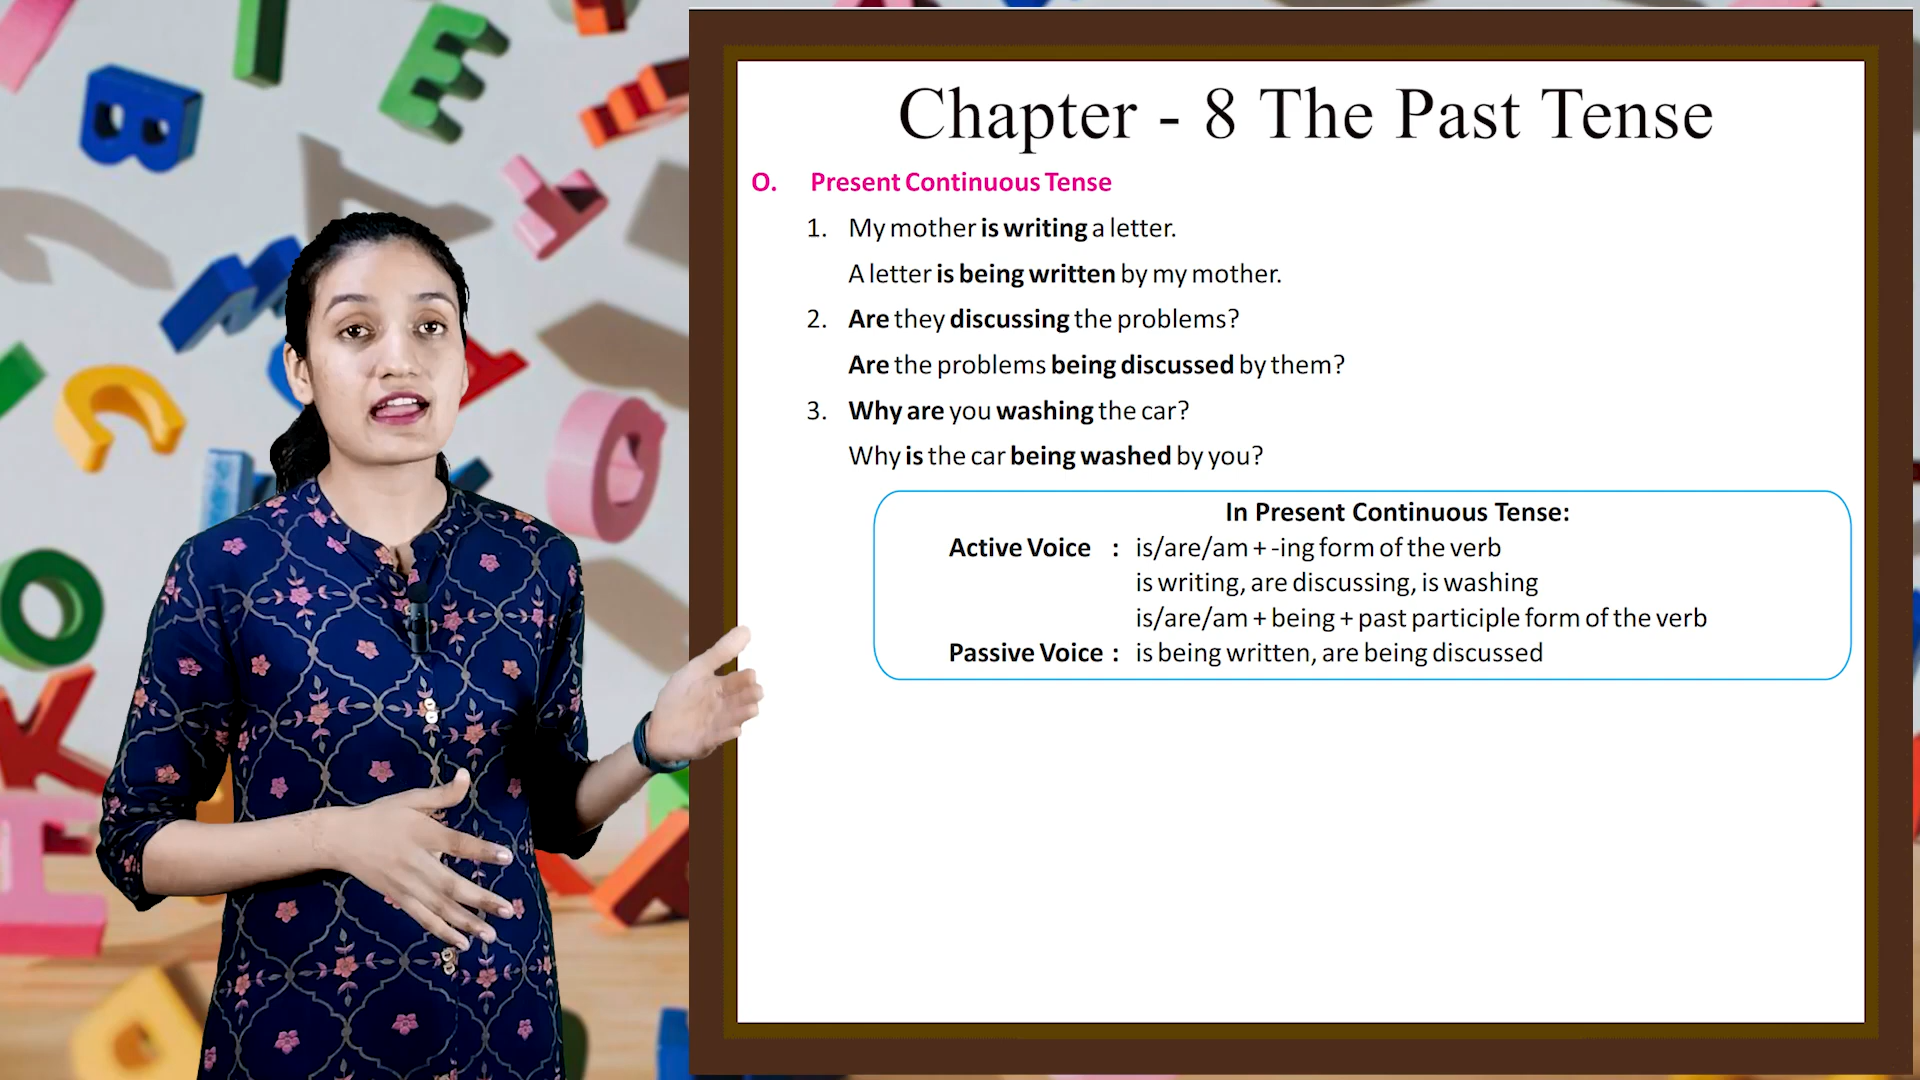 Chapter - 8 The Past Tense
O. Present Continuous Tense
1. My mother is writing a letter.
A letter is being written by my mother.
2. Are they discussing the problems?
Are the problems being discussed by them?
3. Why are you washing the car?
Why is the car being washed by you?
In Present Continuous Tense:
Active Voice : is/are/am + -ing form of the verb
is writing, are discussing, is washing
is/are/am + being + past participle form of the verb
Passive Voice : is being written, are being discussed